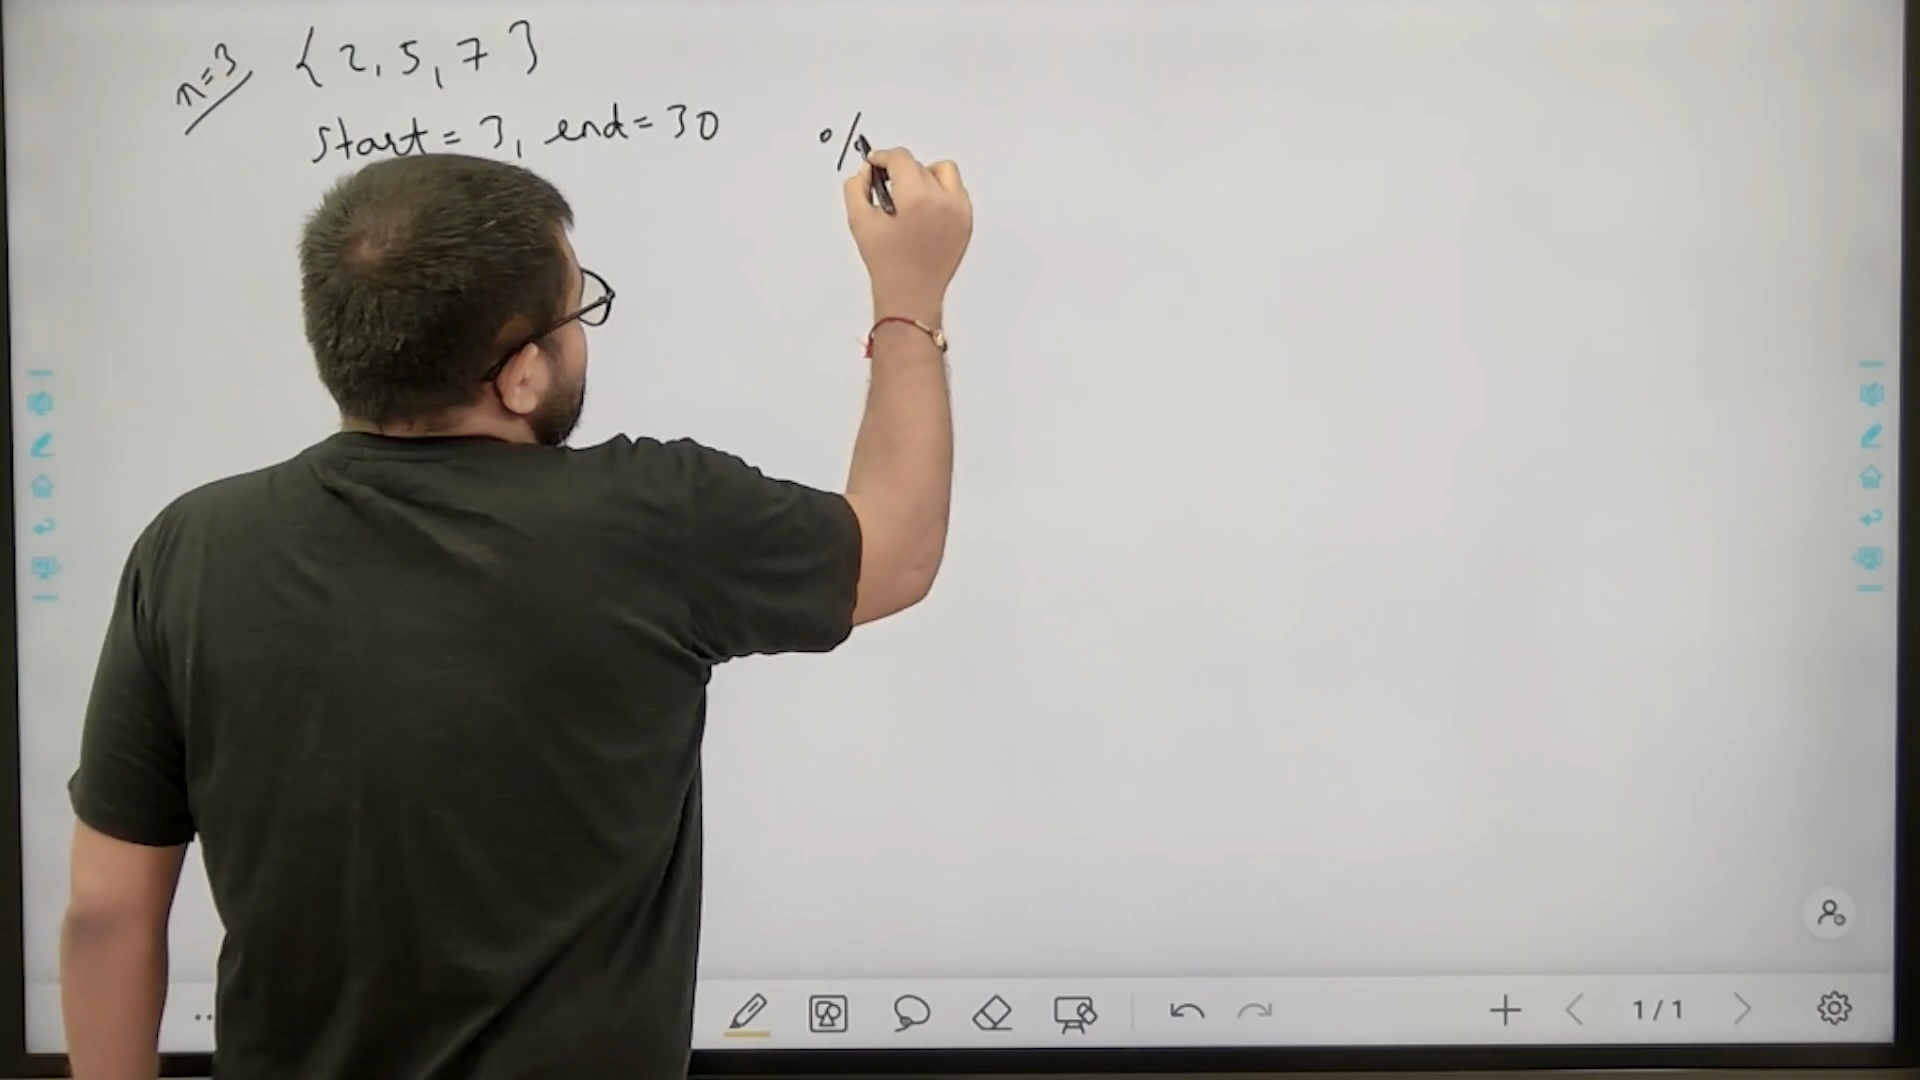 n=3 { 2, 5, 7 }
start = 3, end = 30 %
1/1